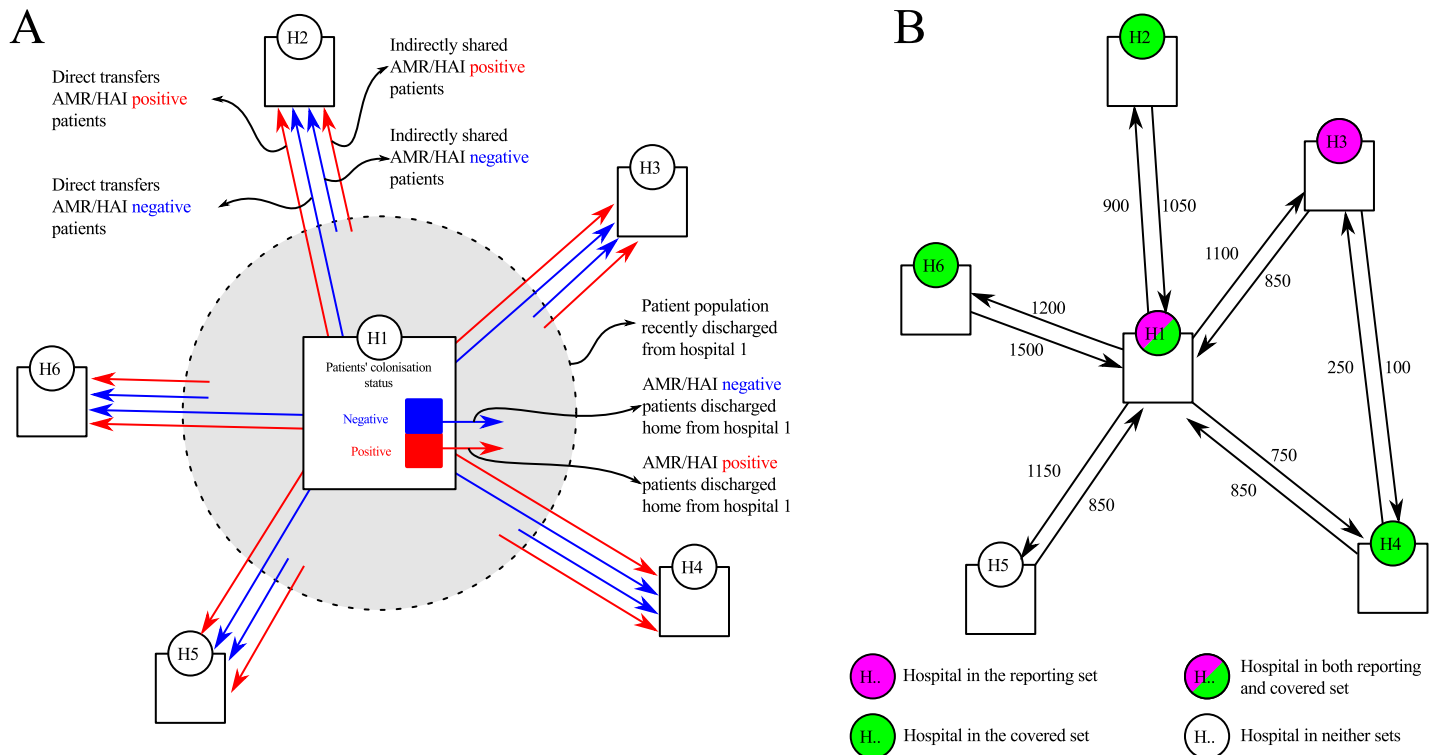 A
H2
Direct transfers
AMR/HAI positive
patients
Indirectly shared
AMR/HAI positive
patients
Indirectly shared
AMR/HAI negative
patients
Direct transfers
AMR/HAI negative
patients
H3
Patient population
recently discharged
from hospital 1
H1
Patients' colonisation
status
Negative
Positive
AMR/HAI negative
patients discharged
home from hospital 1
AMR/HAI positive
patients discharged
home from hospital 1
H6
H5
H4
B
H2
H3
900
1050
1100
850
H6
1200
1500
H1
250
100
1150
850
750
850
H5
H4
H.. Hospital in the reporting set
H.. Hospital in both reporting
and covered set
H.. Hospital in the covered set
H.. Hospital in neither sets